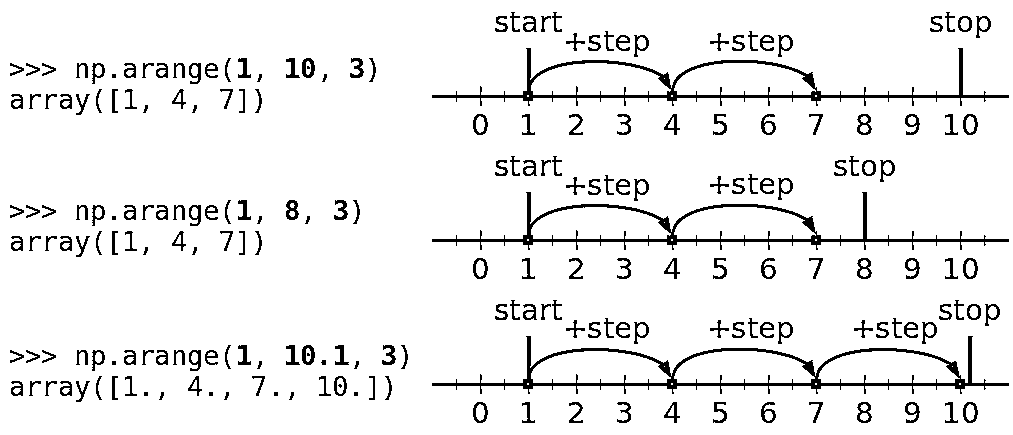 start stop
+step +step
>>> np.arange(1, 10, 3)
array([1, 4, 7])
0 1 2 3 4 5 6 7 8 9 10
start stop
+step +step
>>> np.arange(1, 8, 3)
array([1, 4, 7])
0 1 2 3 4 5 6 7 8 9 10
start stop
+step +step +step
>>> np.arange(1, 10.1, 3)
array([1., 4., 7., 10.])
0 1 2 3 4 5 6 7 8 9 10